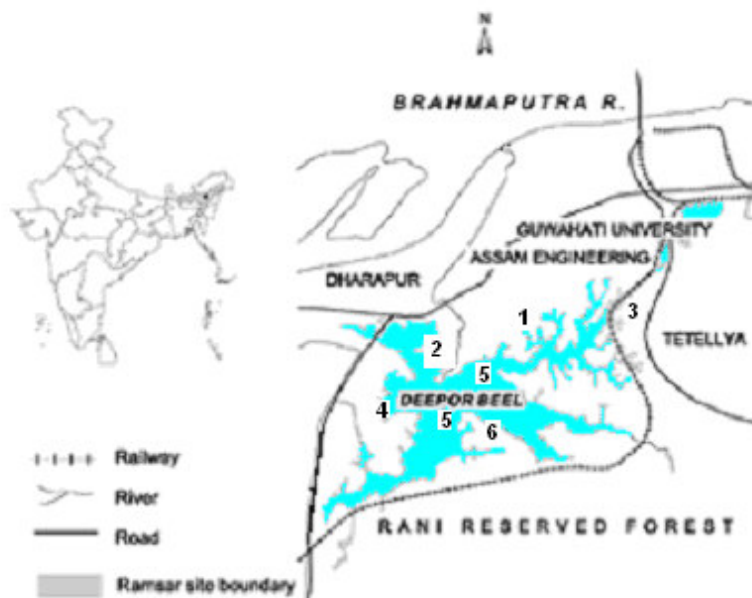 N
BRAHMAPUTRA R.
GUWAHATI UNIVERSITY
ASSAM ENGINEERING
DHARAPUR
1
3
2
TETELLYA
5
4
DEEPOR BEEL
5
6
Railway
River
Road
RANI RESERVED FOREST
Ramsar site boundary